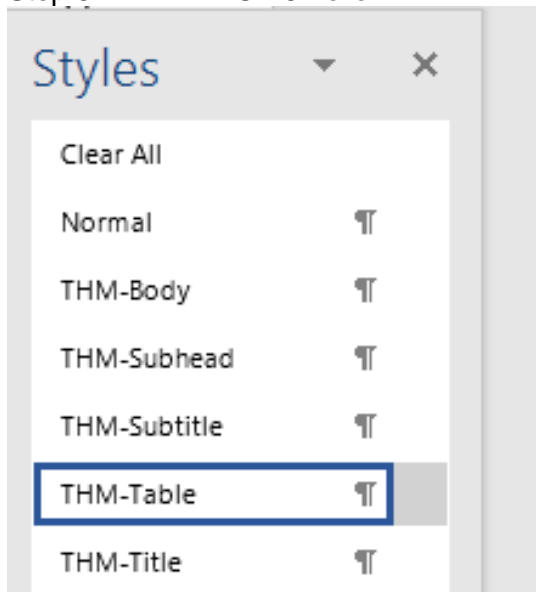 Styles
Clear All
Normal ¶
THM-Body ¶
THM-Subhead ¶
THM-Subtitle ¶
THM-Table ¶
THM-Title ¶